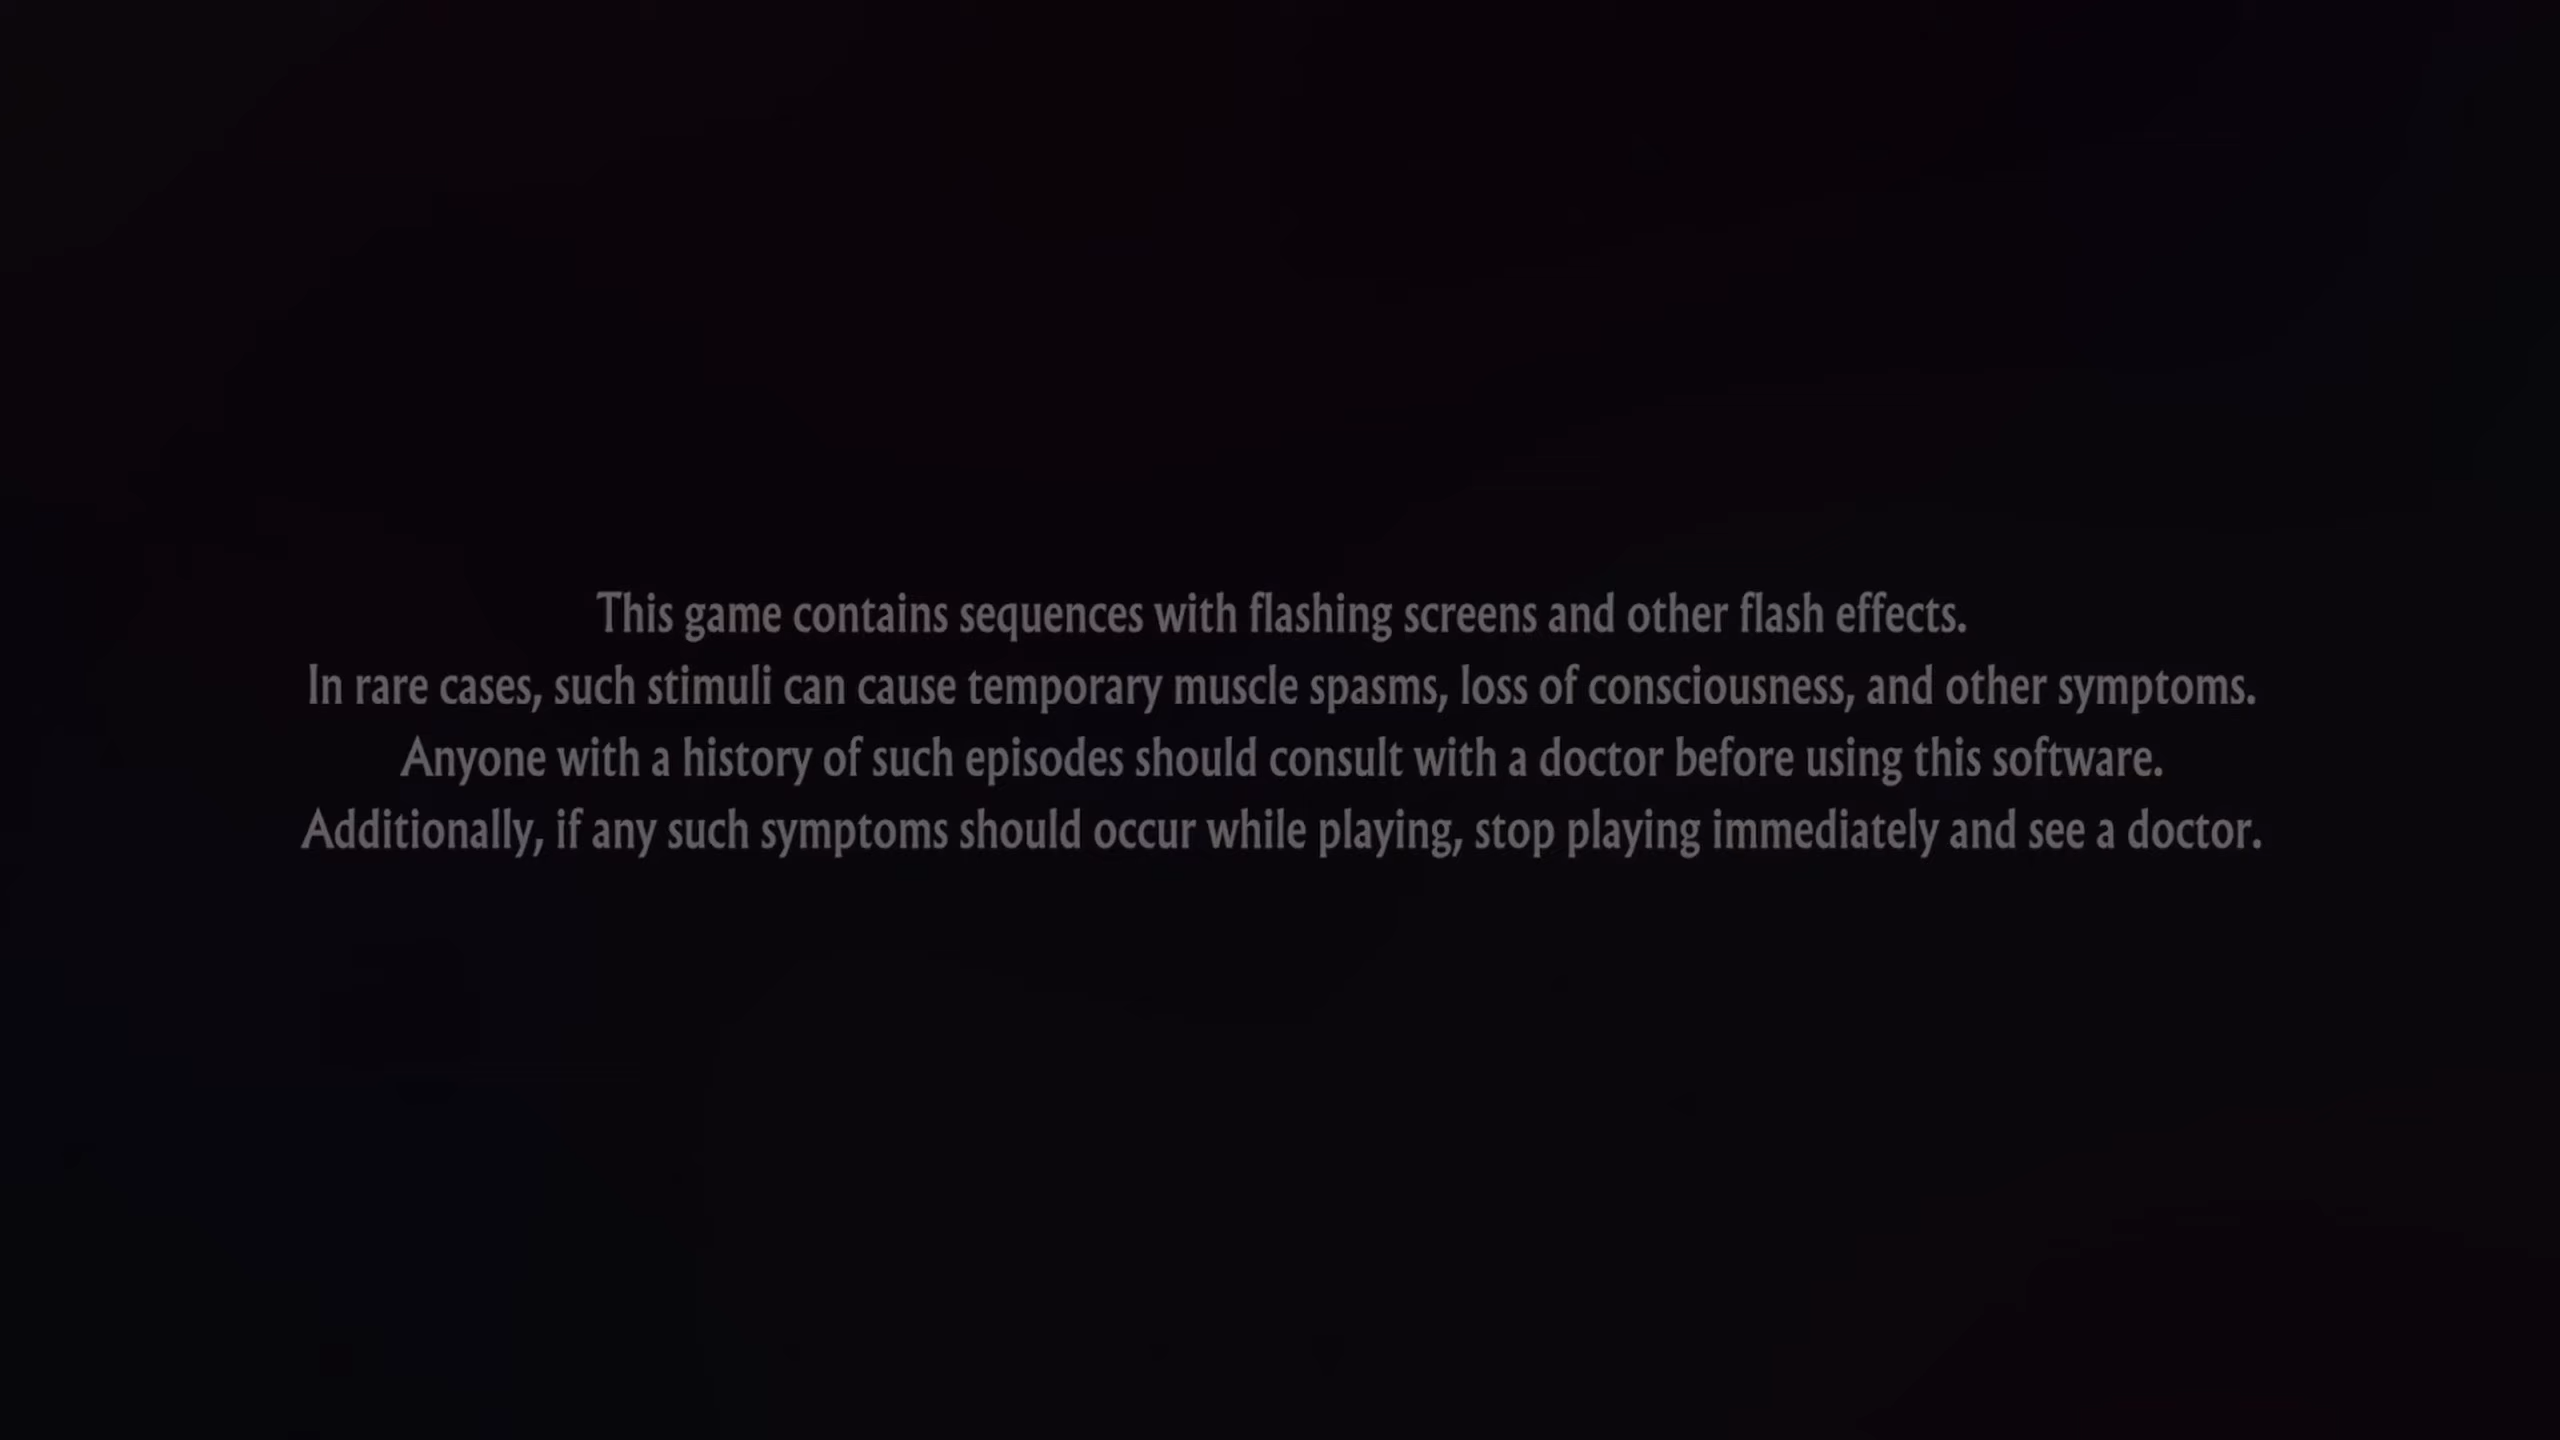 This game contains sequences with flashing screens and other flash effects.
In rare cases, such stimuli can cause temporary muscle spasms, loss of consciousness, and other symptoms.
Anyone with a history of such episodes should consult with a doctor before using this software.
Additionally, if any such symptoms should occur while playing, stop playing immediately and see a doctor.